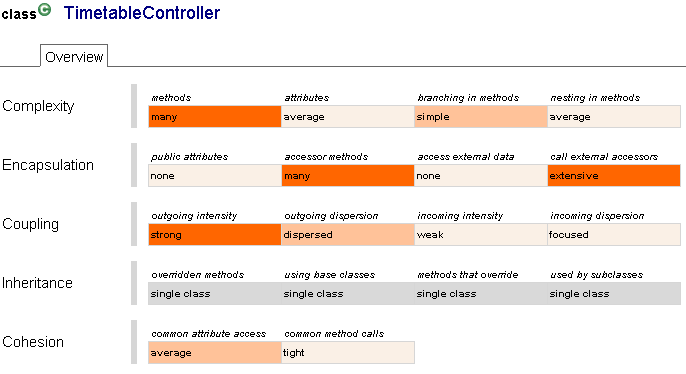 class C TimetableController
Overview
methods attributes branching in methods nesting in methods
Complexity
many average simple average
public attributes accessor methods access external data call external accessors
Encapsulation
none many none extensive
outgoing intensity outgoing dispersion incoming intensity incoming dispersion
Coupling
strong dispersed weak focused
overridden methods using base classes methods that override used by subclasses
Inheritance
single class single class single class single class
common attribute access common method calls
Cohesion
average tight